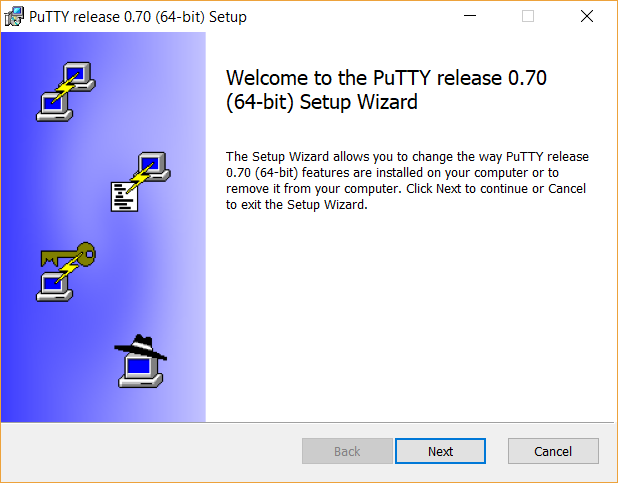 PuTTY release 0.70 (64-bit) Setup
Welcome to the PuTTY release 0.70
(64-bit) Setup Wizard
The Setup Wizard allows you to change the way PuTTY release
0.70 (64-bit) features are installed on your computer or to
remove it from your computer. Click Next to continue or Cancel
to exit the Setup Wizard.
Back
Next
Cancel